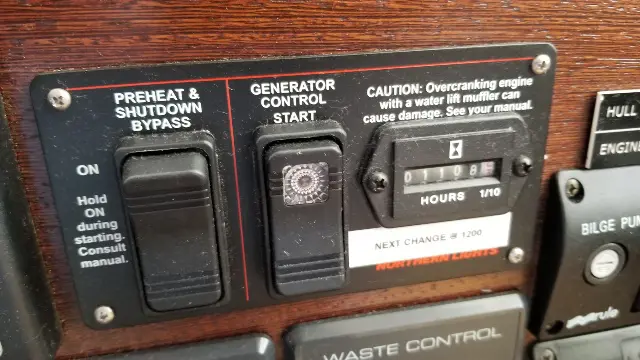 PREHEAT &
SHUTDOWN
BYPASS
ON
Hold
ON
during
starting.
Consult
manual.
GENERATOR
CONTROL
START
CAUTION: Overcranking engine
with a water lift muffler can
cause damage. See your manual.
HOURS 1/10
NEXT CHANGE @ 1200
NORTHERN LIGHTS
HULL
ENGINE
BILGE PU
rule
WASTE CONTROL